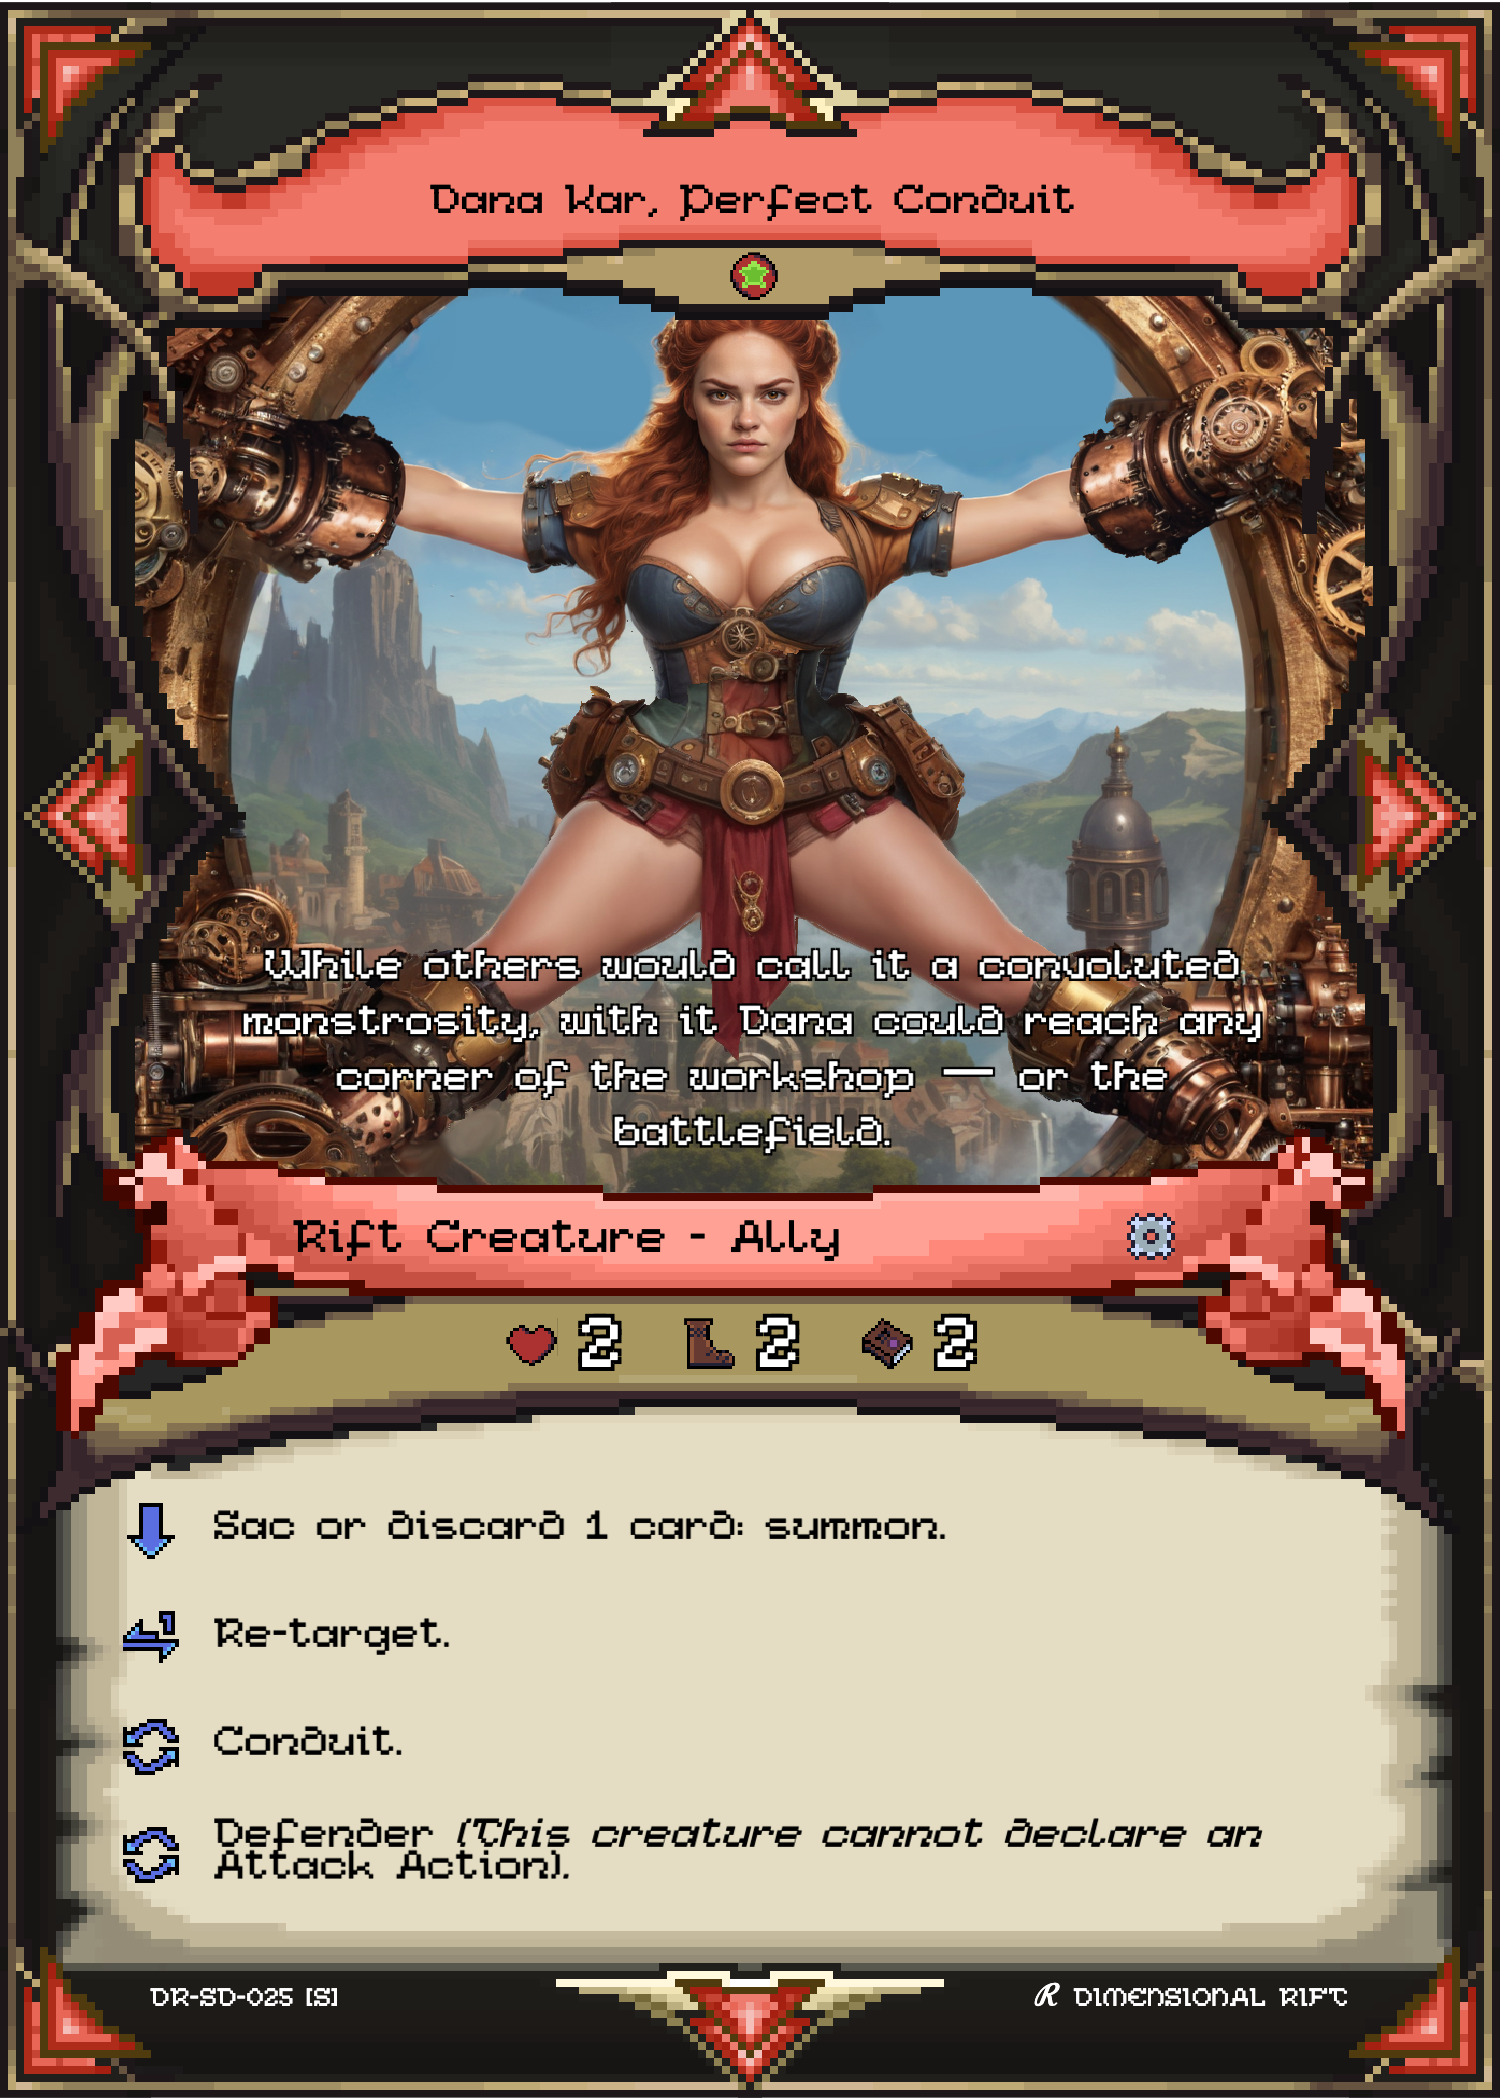 Dana Kar, Perfect Conduit
While others would call it a convoluted
monstrosity, with it Dana could reach any
corner of the workshop — or the
battlefield.
Rift Creature - Ally
2 2 2
Sac or discard 1 card: summon.
Re-target.
Conduit.
Defender (This creature cannot declare an
Attack Action).
DR-SD-025 [S]
R DIMENSIONAL RIFT